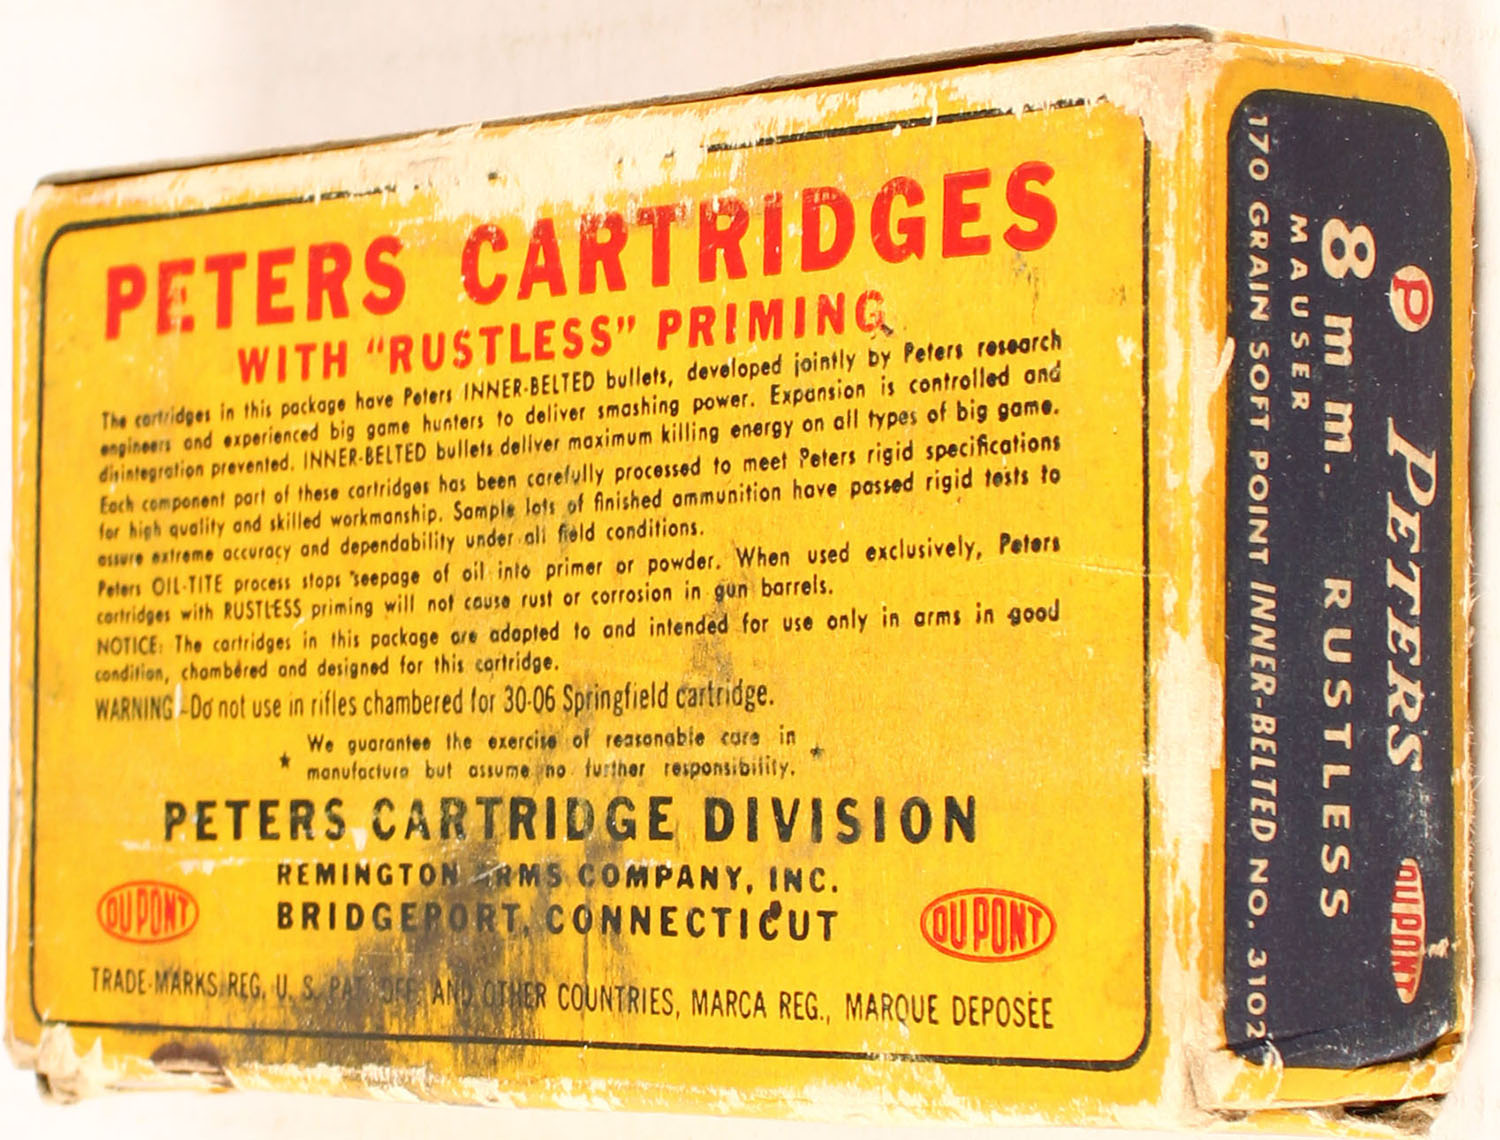 PETERS CARTRIDGES
WITH "RUSTLESS" PRIMING
The cartridges in this package have Peters INNER-BELTED bullets, developed jointly by Peters research
engineers and experienced big game hunters to deliver smashing power. Expansion is controlled and
disintegration prevented. INNER-BELTED bullets deliver maximum killing energy on all types of big game.
Each component part of these cartridges has been carefully processed to meet Peters rigid specifications
for high quality and skilled workmanship. Sample lots of finished ammunition have passed rigid tests to
assure extreme accuracy and dependability under all field conditions.
Peters OIL-TITE process stops seepage of oil into primer or powder. When used exclusively, Peters
cartridges with RUSTLESS priming will not cause rust or corrosion in gun barrels.
NOTICE: The cartridges in this package are adapted to and intended for use only in arms in good
condition, chambered and designed for this cartridge.
WARNING - Do not use in rifles chambered for 30-06 Springfield cartridge.
We guarantee the exercise of reasonable care in
* manufacture but assume no further responsibility. *
PETERS CARTRIDGE DIVISION
REMINGTON ARMS COMPANY, INC.
BRIDGEPORT, CONNECTICUT
DU PONT
DU PONT
TRADE-MARKS REG. U. S. PAT. OFF. AND OTHER COUNTRIES, MARCA REG., MARQUE DEPOSÉE
P PETERS DU PONT
8 mm. RUSTLESS
MAUSER
170 GRAIN SOFT POINT INNER-BELTED NO. 3102